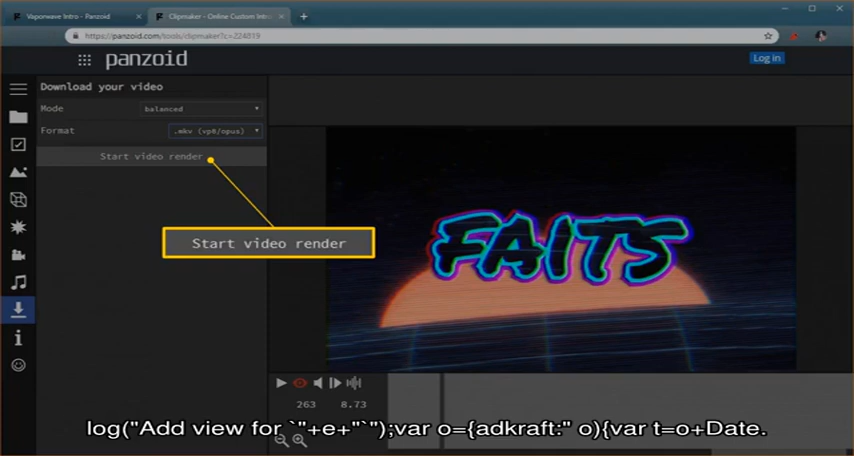 Vaporwave Intro - Panzoid
Clipmaker - Online Custom Intro
https://panzoid.com/tools/clipmaker?c=224819
panzoid
Log in
Download your video
Mode
balanced
Format
.mkv (vp8/opus)
Start video render
Start video render
FAITS
263
8.73
log("Add view for `"+e+"`");var o={adkraft:" o){var t=o+Date.